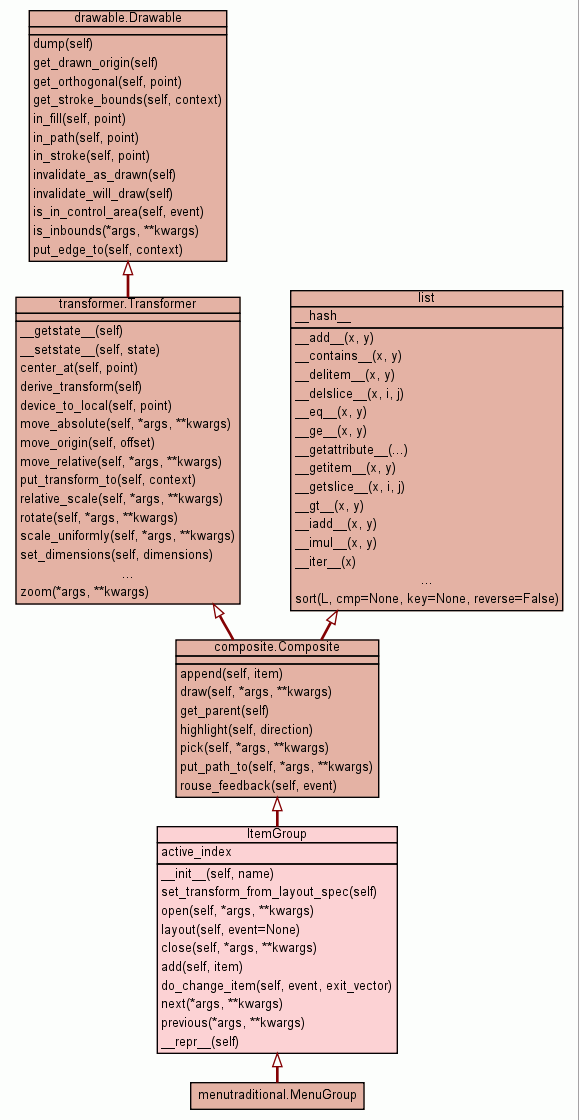 drawable.Drawable
dump(self)
get_drawn_origin(self)
get_orthogonal(self, point)
get_stroke_bounds(self, context)
in_fill(self, point)
in_path(self, point)
in_stroke(self, point)
invalidate_as_drawn(self)
invalidate_will_draw(self)
is_in_control_area(self, event)
is_inbounds(*args, **kwargs)
put_edge_to(self, context)
transformer.Transformer
__getstate__(self)
__setstate__(self, state)
center_at(self, point)
derive_transform(self)
device_to_local(self, point)
move_absolute(self, *args, **kwargs)
move_origin(self, offset)
move_relative(self, *args, **kwargs)
put_transform_to(self, context)
relative_scale(self, *args, **kwargs)
rotate(self, *args, **kwargs)
scale_uniformly(self, *args, **kwargs)
set_dimensions(self, dimensions)
...
zoom(*args, **kwargs)
list
__hash__
__add__(x, y)
__contains__(x, y)
__delitem__(x, y)
__delslice__(x, i, j)
__eq__(x, y)
__ge__(x, y)
__getattribute__(...)
__getitem__(x, y)
__getslice__(x, i, j)
__gt__(x, y)
__iadd__(x, y)
__imul__(x, y)
__iter__(x)
...
sort(L, cmp=None, key=None, reverse=False)
composite.Composite
append(self, item)
draw(self, *args, **kwargs)
get_parent(self)
highlight(self, direction)
pick(self, *args, **kwargs)
put_path_to(self, *args, **kwargs)
rouse_feedback(self, event)
ItemGroup
active_index
__init__(self, name)
set_transform_from_layout_spec(self)
open(self, *args, **kwargs)
layout(self, event=None)
close(self, *args, **kwargs)
add(self, item)
do_change_item(self, event, exit_vector)
next(*args, **kwargs)
previous(*args, **kwargs)
__repr__(self)
menutraditional.MenuGroup